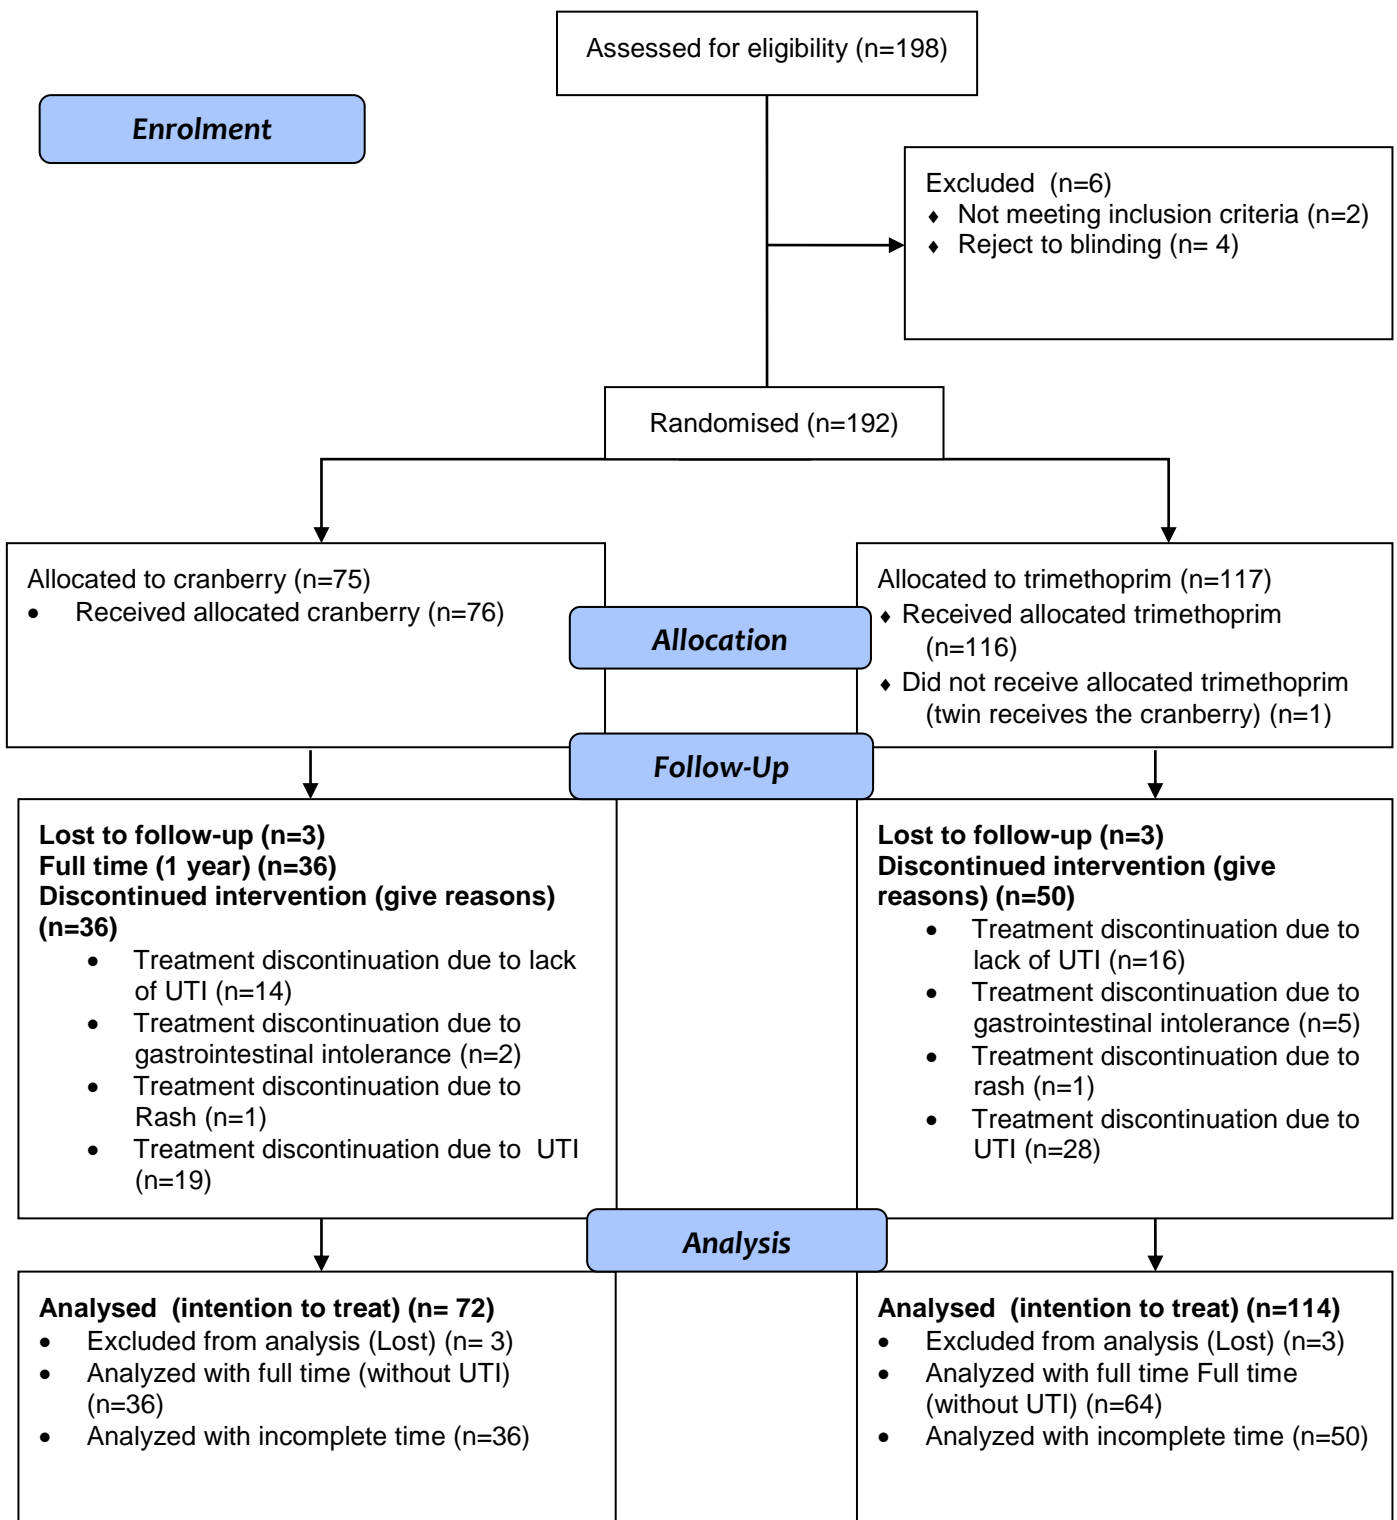 Assessed for eligibility (n=198)
Enrolment
Excluded  (n=6)
♦ Not meeting inclusion criteria (n=2)
♦ Reject to blinding (n= 4)
Randomised (n=192)
Allocated to cranberry (n=75)
• Received allocated cranberry (n=76)
Allocated to trimethoprim (n=117)
♦ Received allocated trimethoprim
(n=116)
♦ Did not receive allocated trimethoprim
(twin receives the cranberry) (n=1)
Allocation
Follow-Up
Lost to follow-up (n=3)
Full time (1 year) (n=36)
Discontinued intervention (give reasons)
(n=36)
• Treatment discontinuation due to lack
of UTI (n=14)
• Treatment discontinuation due to
gastrointestinal intolerance (n=2)
• Treatment discontinuation due to
Rash (n=1)
• Treatment discontinuation due to  UTI
(n=19)
Lost to follow-up (n=3)
Discontinued intervention (give
reasons) (n=50)
• Treatment discontinuation due to
lack of UTI (n=16)
• Treatment discontinuation due to
gastrointestinal intolerance (n=5)
• Treatment discontinuation due to
rash (n=1)
• Treatment discontinuation due to
UTI (n=28)
Analysis
Analysed  (intention to treat) (n= 72)
• Excluded from analysis (Lost) (n= 3)
• Analyzed with full time (without UTI)
(n=36)
• Analyzed with incomplete time (n=36)
Analysed  (intention to treat) (n=114)
• Excluded from analysis (Lost) (n=3)
• Analyzed with full time Full time
(without UTI) (n=64)
• Analyzed with incomplete time (n=50)